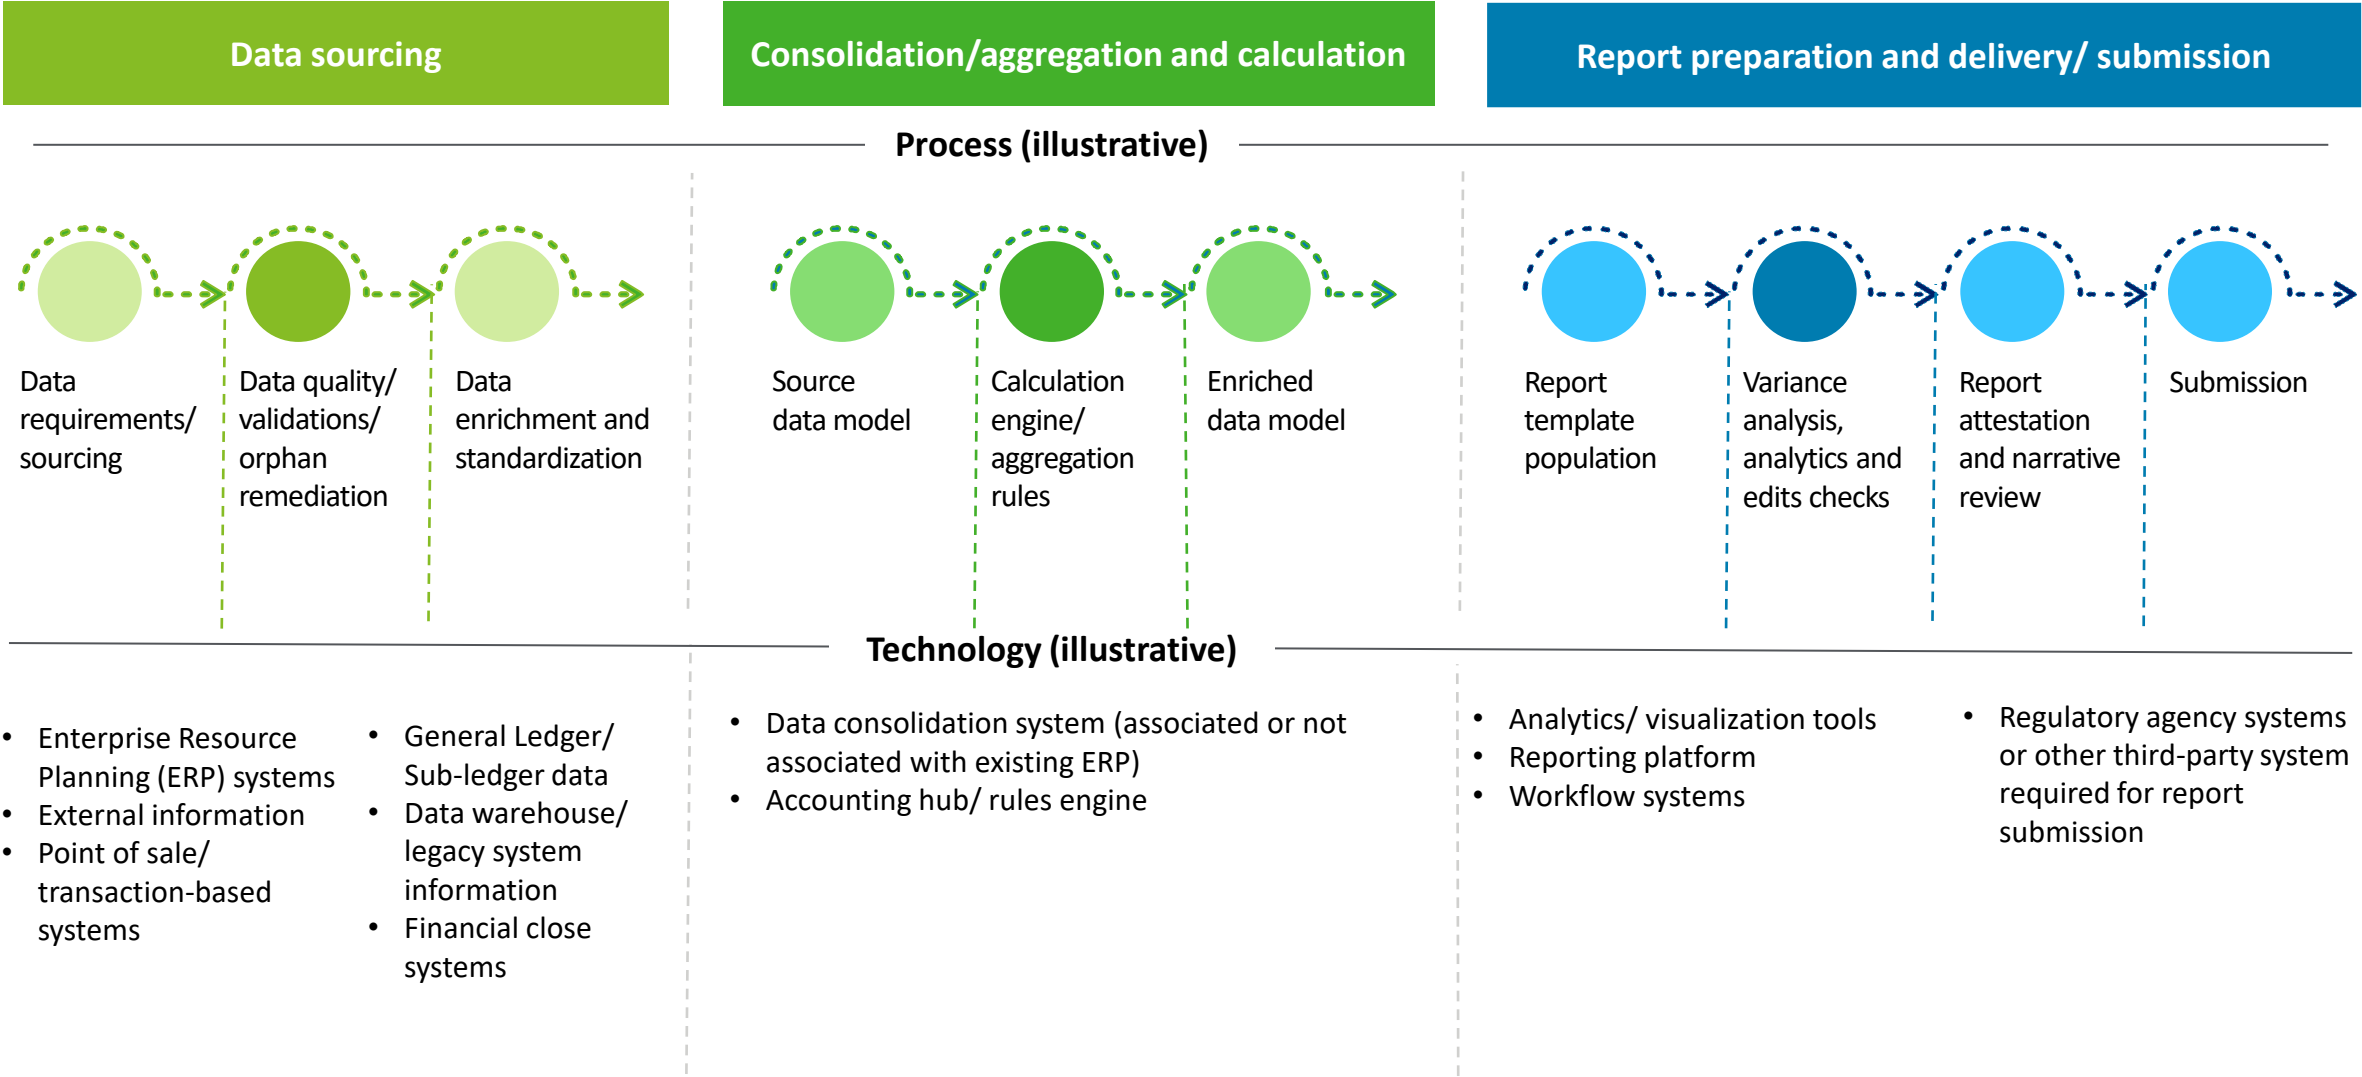 Data sourcing
Consolidation/aggregation and calculation
Report preparation and delivery/ submission
Process (illustrative)
Data
requirements/
sourcing
Data quality/
validations/
orphan
remediation
Data
enrichment and
standardization
Source
data model
Calculation
engine/
aggregation
rules
Enriched
data model
Report
template
population
Variance
analysis,
analytics and
edits checks
Report
attestation
and narrative
review
Submission
Technology (illustrative)
• Enterprise Resource
Planning (ERP) systems
• External information
• Point of sale/
transaction-based
systems
• General Ledger/
Sub-ledger data
• Data warehouse/
legacy system
information
• Financial close
systems
• Data consolidation system (associated or not
associated with existing ERP)
• Accounting hub/ rules engine
• Analytics/ visualization tools
• Reporting platform
• Workflow systems
• Regulatory agency systems
or other third-party system
required for report
submission